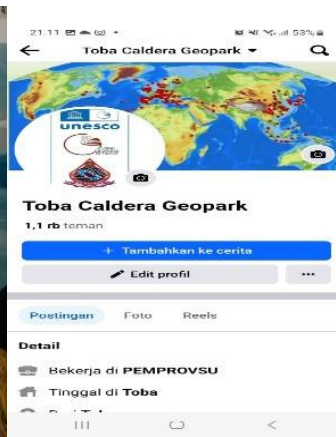 21.11
53%
Toba Caldera Geopark
unesco
Toba Caldera Geopark
1,1 rb teman
+ Tambahkan ke cerita
Edit profil
Postingan Foto Reels
Detail
Bekerja di PEMPROVSU
Tinggal di Toba